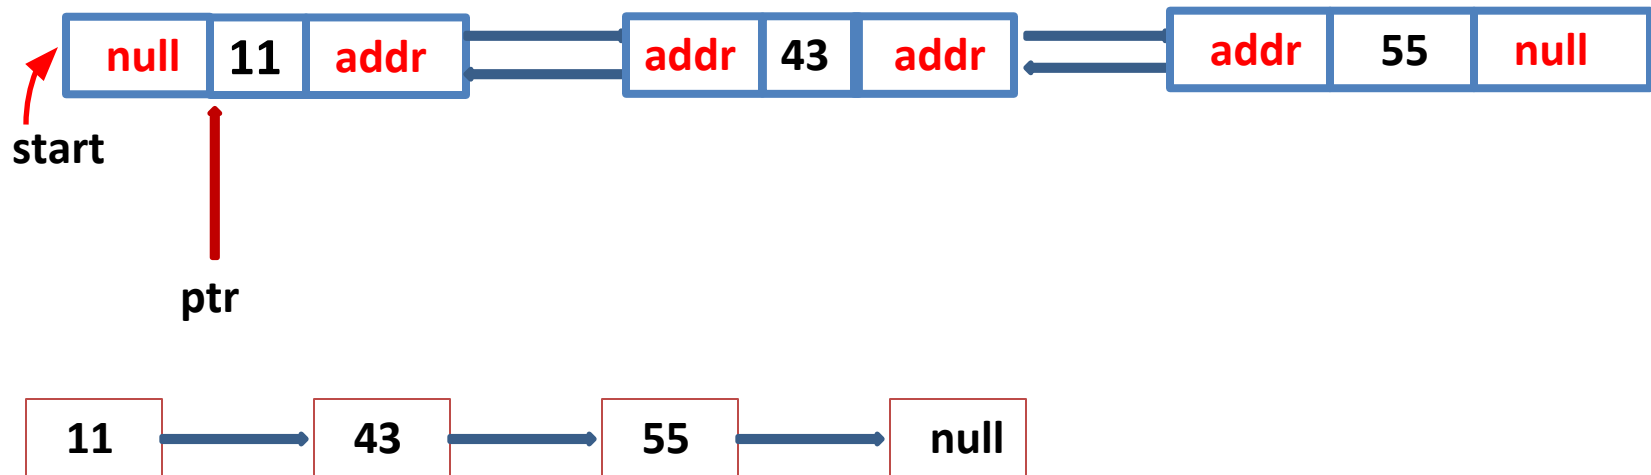 null 11 addr addr 43 addr addr 55 null
start
ptr
11 43 55 null